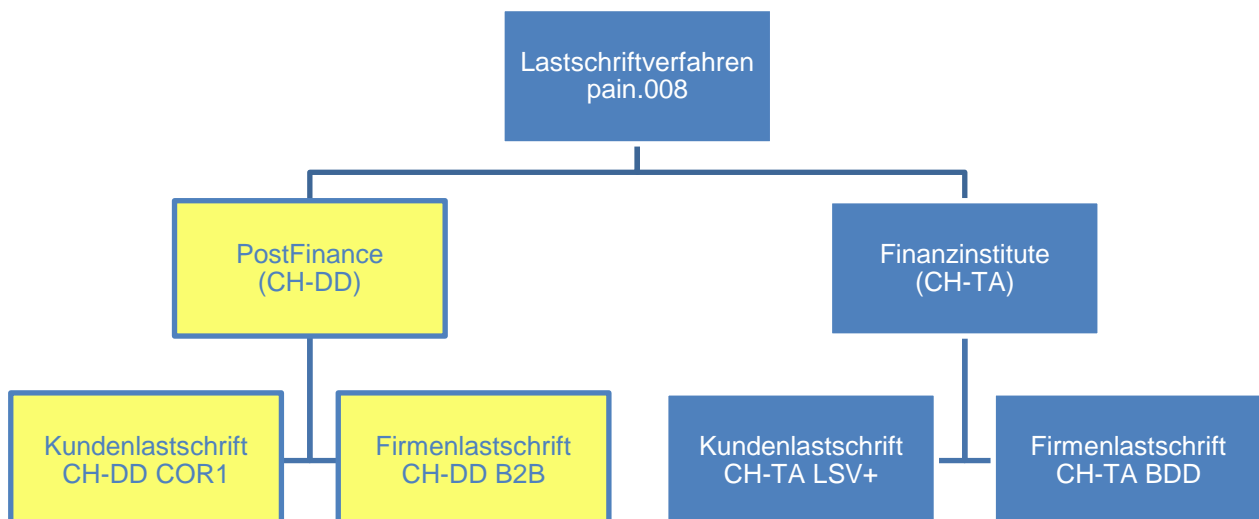 Lastschriftverfahren
pain.008
PostFinance
(CH-DD)
Finanzinstitute
(CH-TA)
Kundenlastschrift
CH-DD COR1
Firmenlastschrift
CH-DD B2B
Kundenlastschrift
CH-TA LSV+
Firmenlastschrift
CH-TA BDD